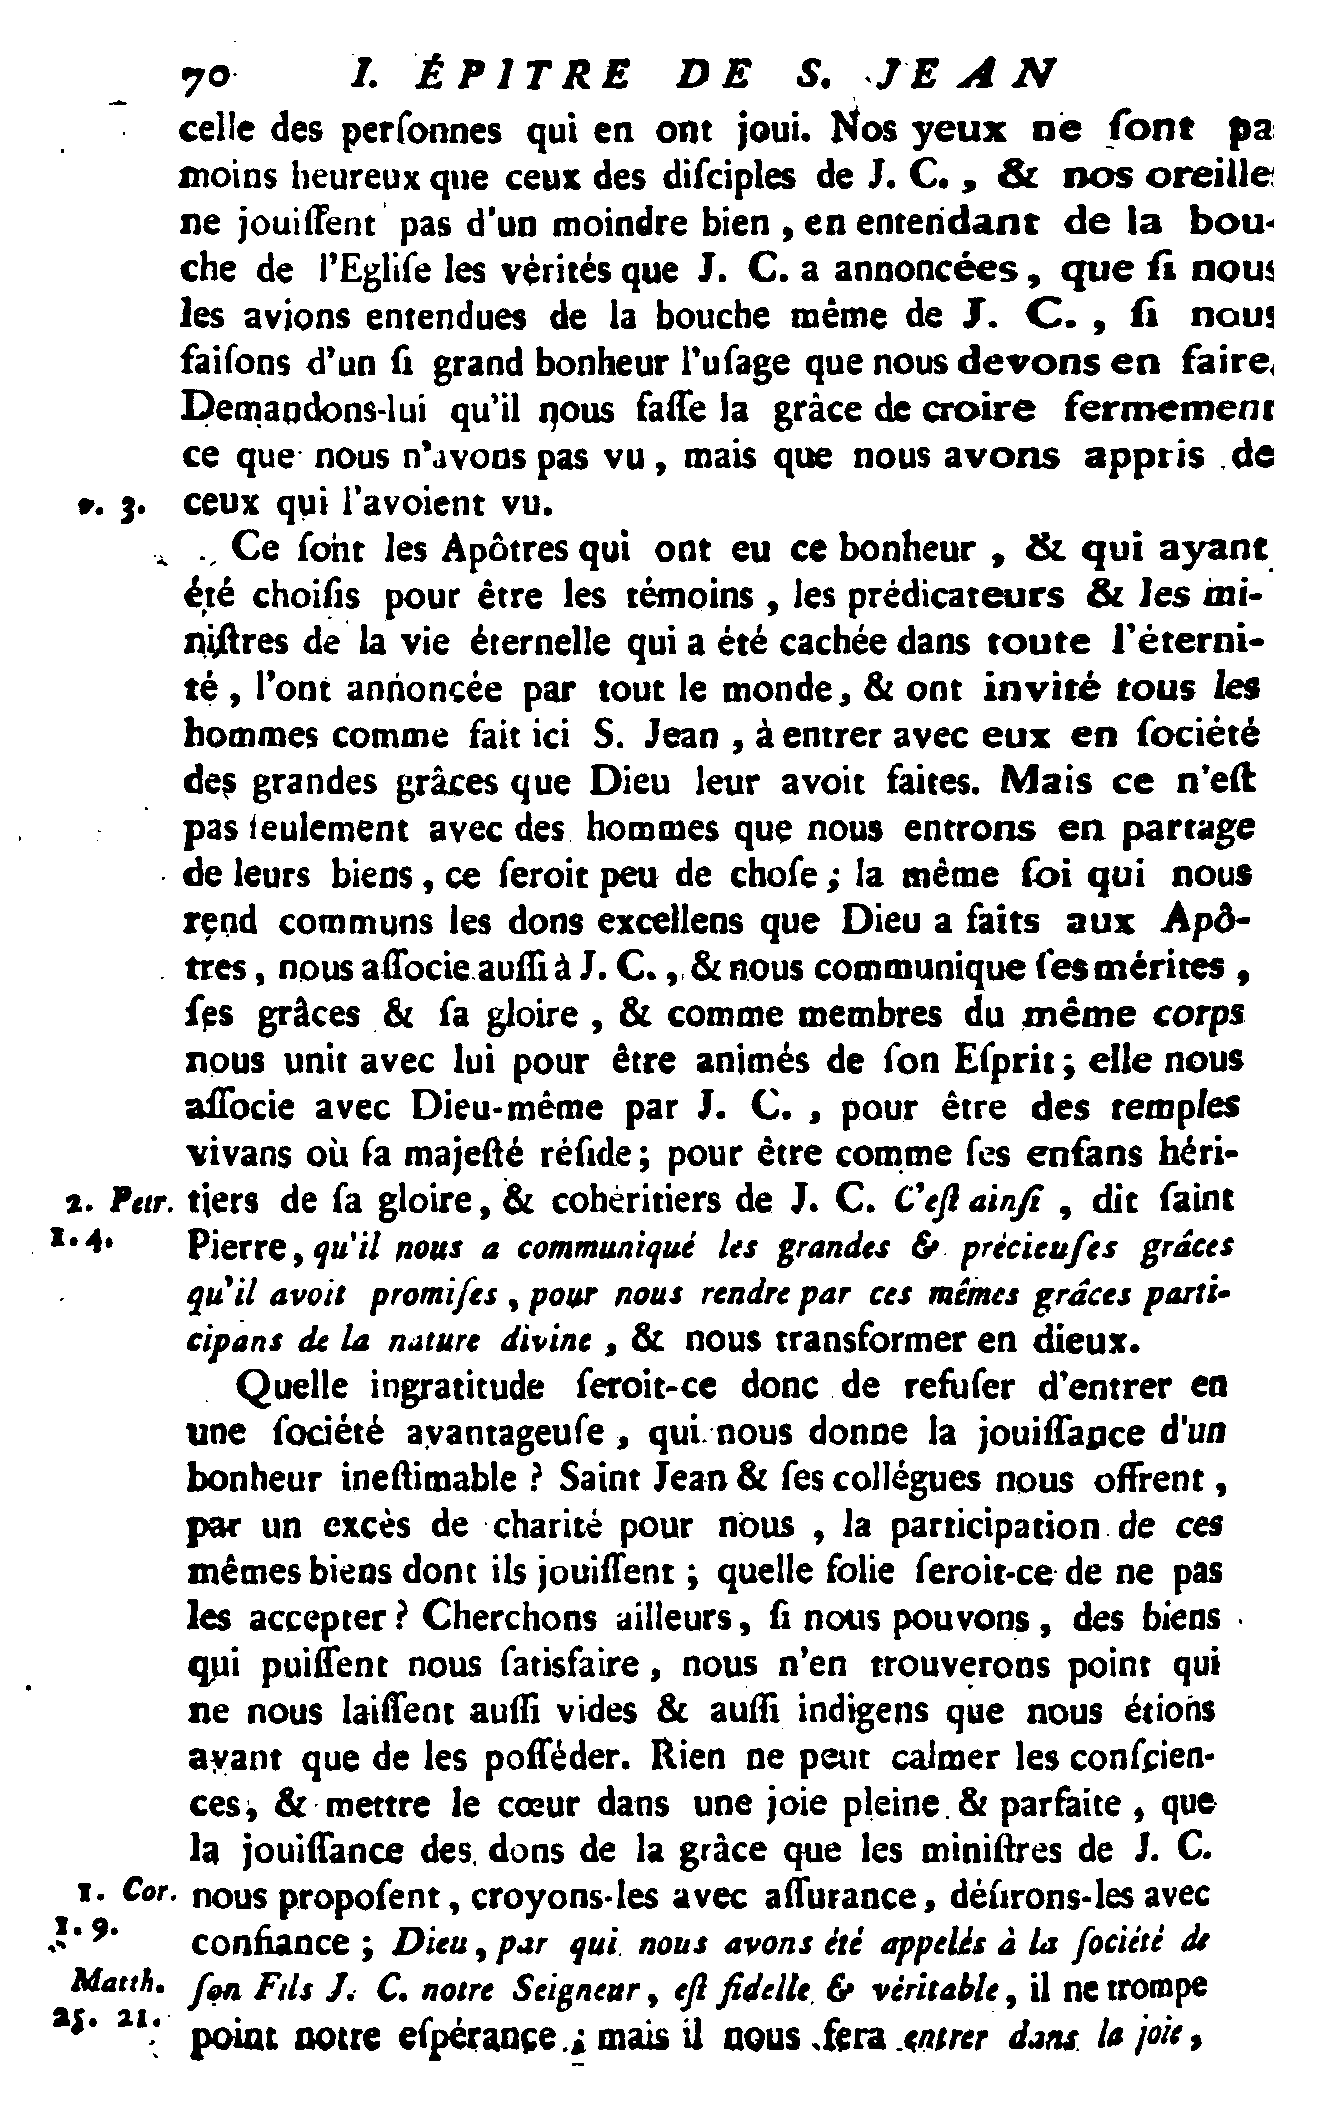 70 I. ÉPITRE DE S. JEAN
celle des perſonnes qui en ont joui. Nos yeux ne ſont pa
moins heureux que ceux des diſciples de J. C. , & nos oreille
ne jouiſſent pas d'un moindre bien , en entendant de la bou-
che de l'Egliſe les vérités que J. C. a annoncées , que ſi nous
les avions entendues de la bouche même de J. C. , ſi nous
faiſons d'un ſi grand bonheur l'uſage que nous devons en faire.
Demandons-lui qu'il nous faſſe la grâce de croire fermement
ce que nous n'avons pas vu , mais que nous avons appris de
v. 3. ceux qui l'avoient vu.
Ce ſont les Apôtres qui ont eu ce bonheur , & qui ayant
été choiſis pour être les témoins , les prédicateurs & les mi-
niſtres de la vie éternelle qui a été cachée dans toute l'éterni-
té , l'ont annoncée par tout le monde , & ont invité tous les
hommes comme fait ici S. Jean , à entrer avec eux en ſociété
des grandes grâces que Dieu leur avoit faites. Mais ce n'eſt
pas ſeulement avec des hommes que nous entrons en partage
de leurs biens , ce ſeroit peu de choſe ; la même foi qui nous
rend communs les dons excellens que Dieu a faits aux Apô-
tres , nous aſſocie auſſi à J. C. , & nous communique ſes mérites ,
ſes grâces & ſa gloire , & comme membres du même corps
nous unit avec lui pour être animés de ſon Eſprit ; elle nous
aſſocie avec Dieu-même par J. C. , pour être des temples
vivans où ſa majeſté réſide ; pour être comme ſes enfans héri-
2. Petr. tiers de ſa gloire , & cohéritiers de J. C. C'eſt ainſi , dit ſaint
1. 4. Pierre , qu'il nous a communiqué les grandes & précieuſes grâces
qu'il avoit promiſes , pour nous rendre par ces mêmes grâces parti-
cipans de la nature divine , & nous transformer en dieux.
Quelle ingratitude ſeroit-ce donc de refuſer d'entrer en
une ſociété avantageuſe , qui nous donne la jouiſſance d'un
bonheur ineſtimable ? Saint Jean & ſes collégues nous offrent ,
par un excès de charité pour nous , la participation de ces
mêmes biens dont ils jouiſſent ; quelle folie ſeroit-ce de ne pas
les accepter ? Cherchons ailleurs , ſi nous pouvons , des biens
qui puiſſent nous ſatisfaire , nous n'en trouverons point qui
ne nous laiſſent auſſi vides & auſſi indigens que nous étions
avant que de les poſſéder. Rien ne peut calmer les conſcien-
ces , & mettre le cœur dans une joie pleine & parfaite , que
la jouiſſance des dons de la grâce que les miniſtres de J. C.
1. Cor. nous propoſent , croyons-les avec aſſurance , déſirons-les avec
1. 9. confiance ; Dieu , par qui nous avons été appelés à la ſociété de
Matth. ſon Fils J. C. notre Seigneur , eſt fidelle & véritable , il ne trompe
25. 21. point notre eſpérance ; mais il nous fera entrer dans la joie ,